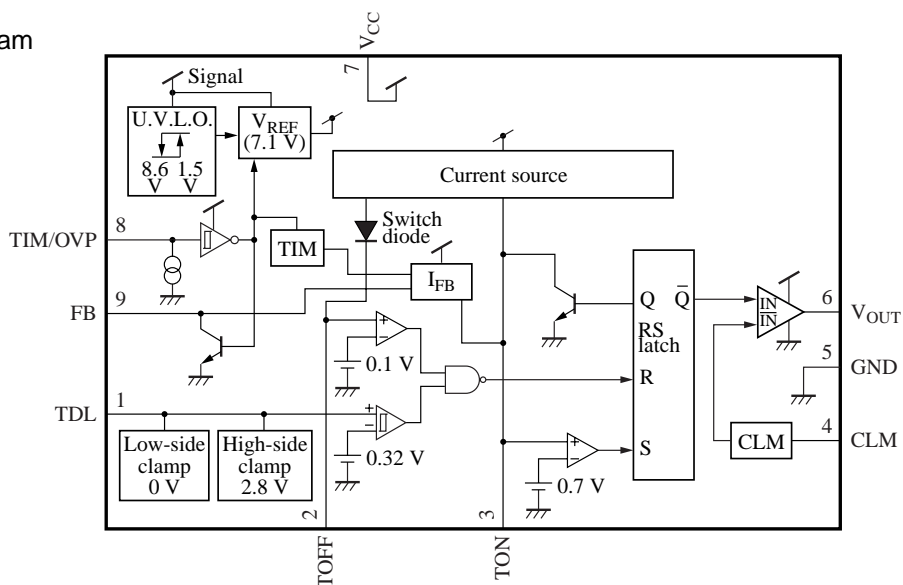 am
VCC
7
Signal
U.V.L.O.
8.6 V
1.5 V
VREF
(7.1 V)
Current source
TIM/OVP
8
TIM
Switch
diode
IFB
FB
9
0.1 V
TDL
1
Low-side
clamp
0 V
High-side
clamp
2.8 V
0.32 V
0.7 V
Q
Q̄
RS
latch
R
S
IN
I̅N̅
6
VOUT
5
GND
CLM
4
CLM
2
TOFF
3
TON